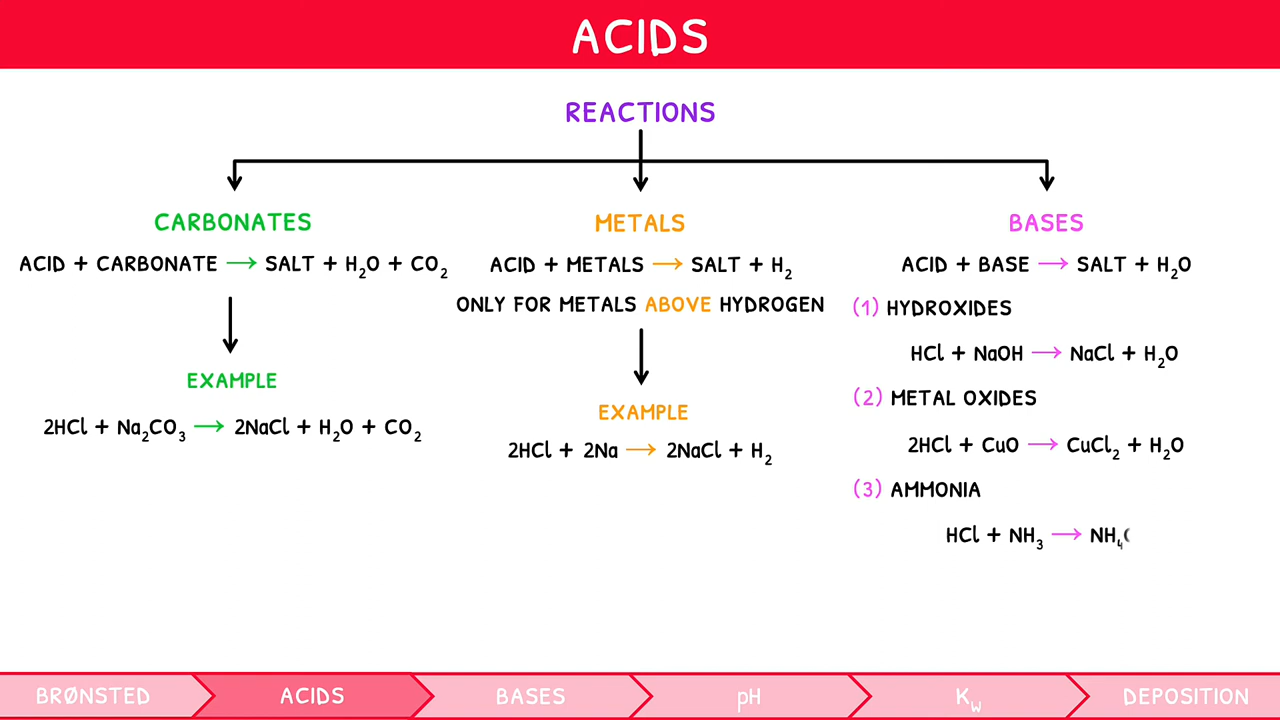 ACIDS
REACTIONS
CARBONATES
ACID + CARBONATE → SALT + H₂O + CO₂
EXAMPLE
2HCl + Na₂CO₃ → 2NaCl + H₂O + CO₂
METALS
ACID + METALS → SALT + H₂
ONLY FOR METALS ABOVE HYDROGEN
EXAMPLE
2HCl + 2Na → 2NaCl + H₂
BASES
ACID + BASE → SALT + H₂O
(1) HYDROXIDES
HCl + NaOH → NaCl + H₂O
(2) METAL OXIDES
2HCl + CuO → CuCl₂ + H₂O
(3) AMMONIA
HCl + NH₃ → NH₄
BRØNSTED
ACIDS
BASES
pH
K_w
DEPOSITION